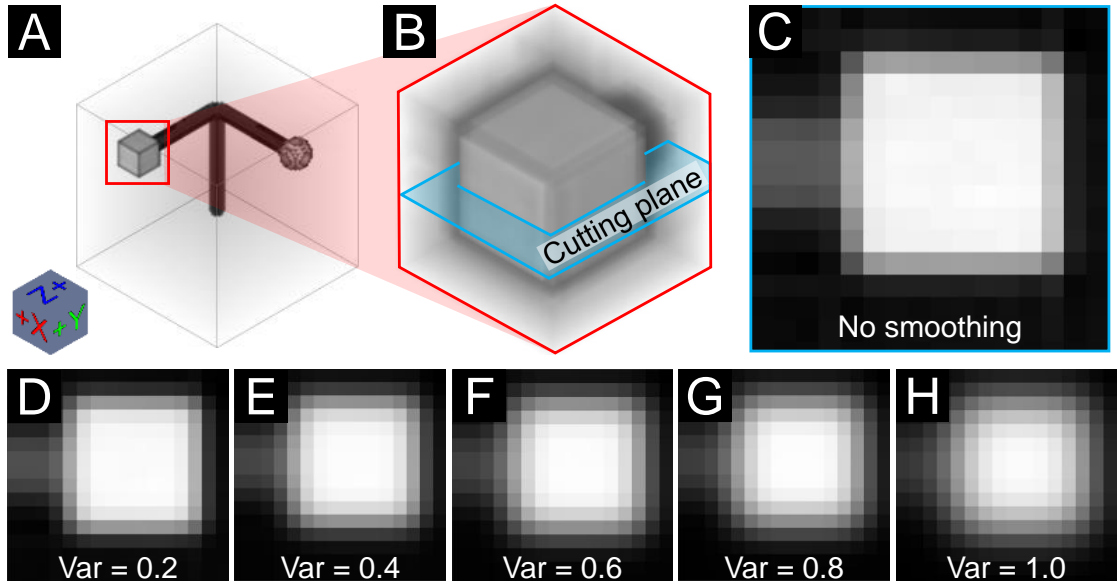 A
B
C
Z+
+X
+Y
Cutting plane
No smoothing
D
E
F
G
H
Var = 0.2
Var = 0.4
Var = 0.6
Var = 0.8
Var = 1.0